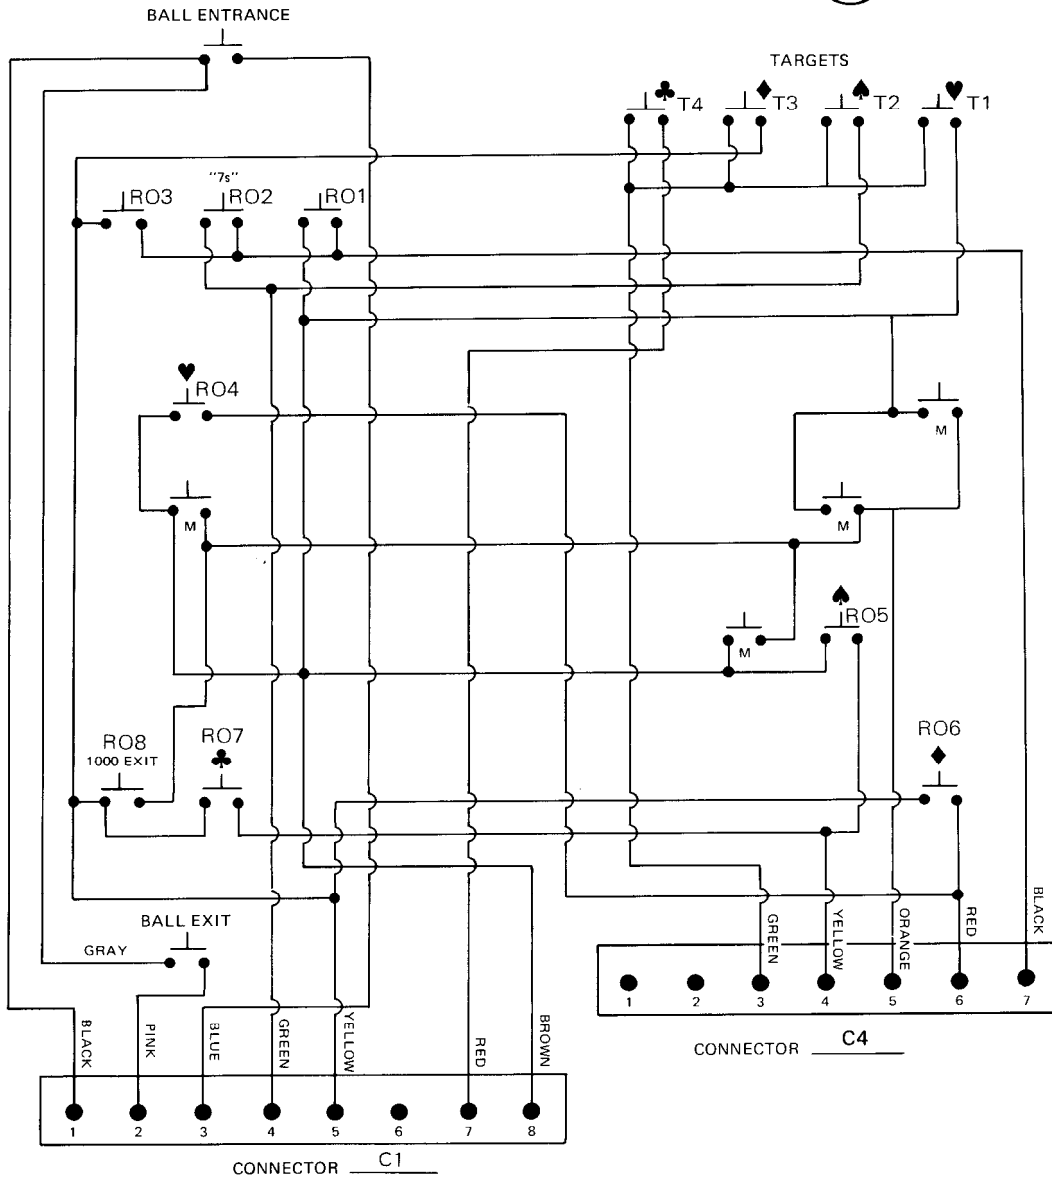 BALL ENTRANCE
TARGETS
T4
T3
T2
T1
"7s"
RO3
RO2
RO1
RO4
M
M
M
RO5
M
RO8
1000 EXIT
RO7
RO6
BALL EXIT
GRAY
BLACK
PINK
BLUE
GREEN
YELLOW
RED
BROWN
1 2 3 4 5 6 7 8
CONNECTOR C1
GREEN
YELLOW
ORANGE
RED
BLACK
1 2 3 4 5 6 7
CONNECTOR C4